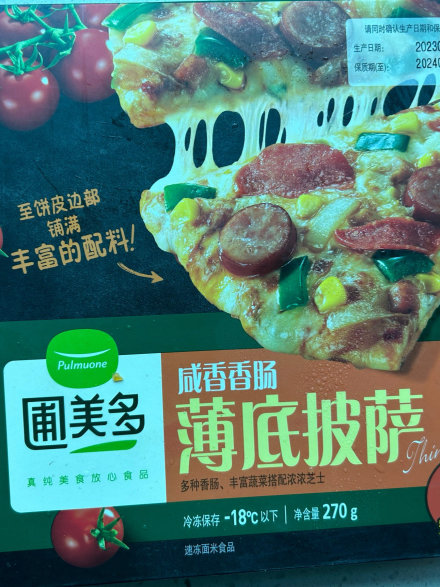 请同时确认生产日期和保
生产日期: 2023
保质期(至): 2024
至饼皮边都
铺满
丰富的配料!
Pulmuone
圃美多
真纯美食放心食品
咸香香肠
薄底披萨
Thin
多种香肠、丰富蔬菜搭配浓浓芝士
冷冻保存 -18℃以下 | 净含量 270 g
速冻面米食品